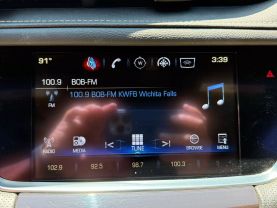 91° W 3:39
100.9 BOB-FM
FM 100.9 BOB-FM KWFB Wichita Falls
RADIO MEDIA TUNE BROWSE MENU
102.9 92.5 96.7 100.3